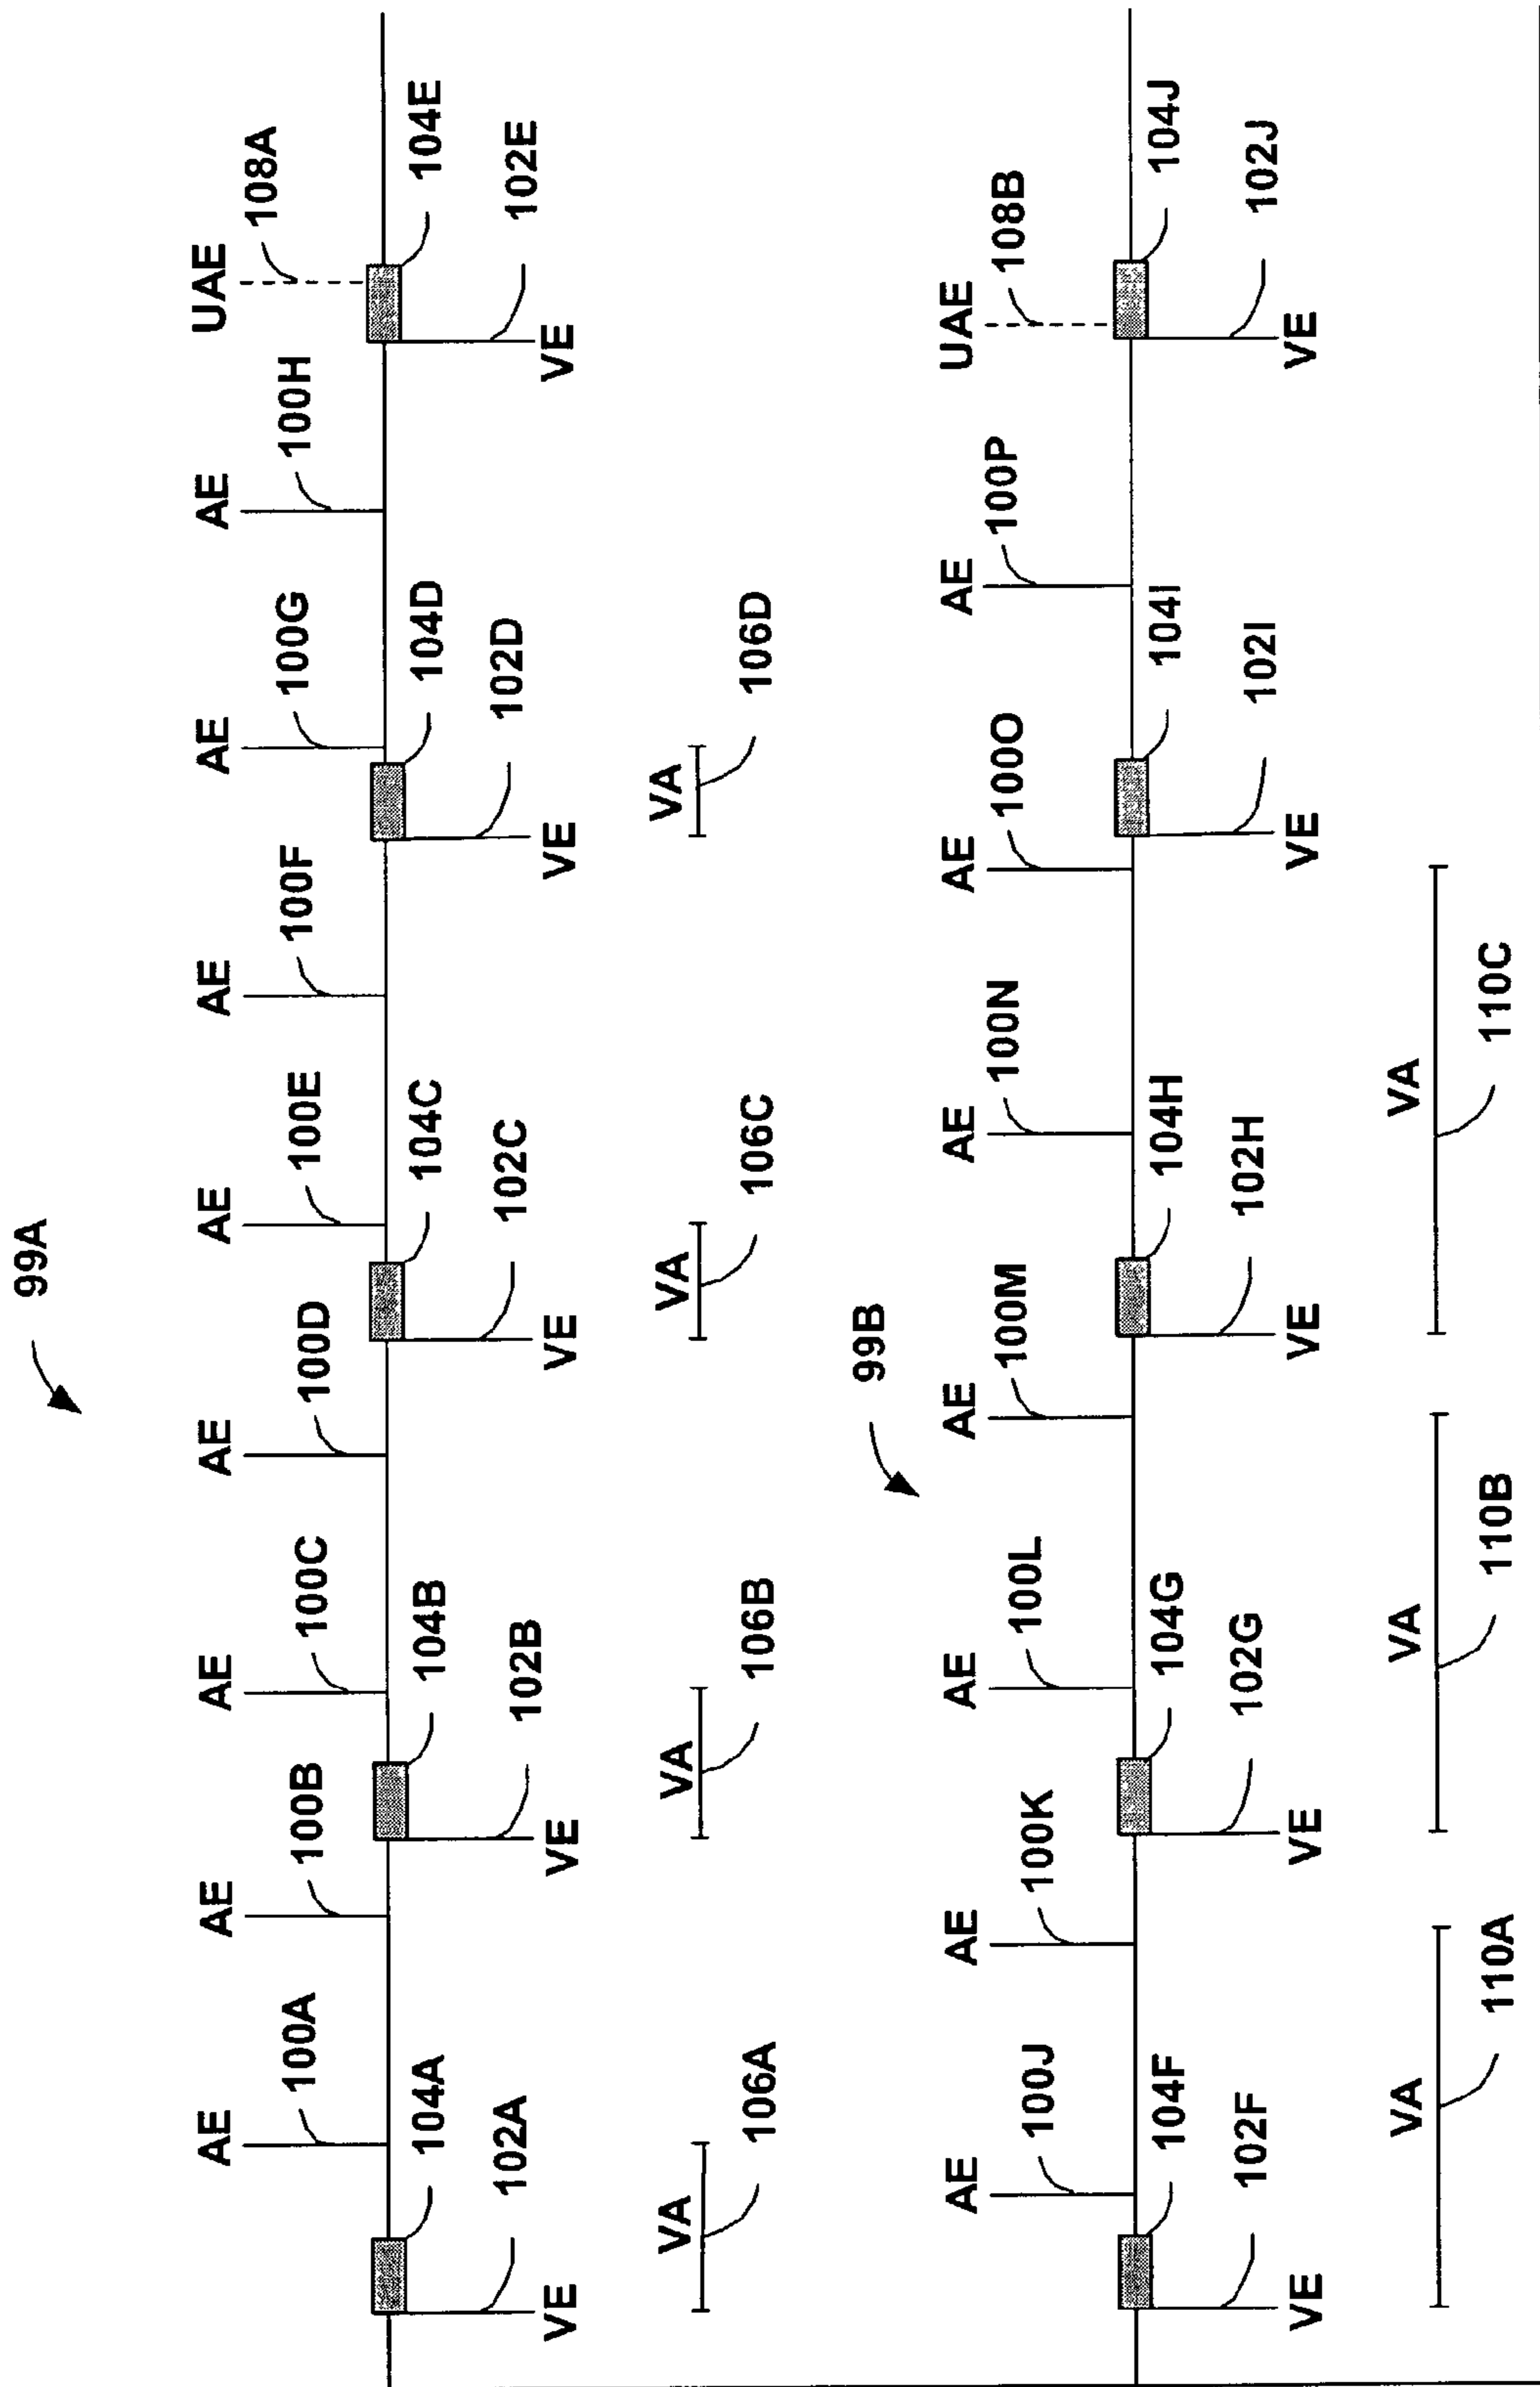 99A
AE AE AE AE AE AE AE AE UAE
100A 100B 100C 100D 100E 100F 100G 100H 108A
104A 104B 104C 104D 104E
102A 102B 102C 102D 102E
VE VE VE VE VE
VA VA VA VA
106A 106B 106C 106D
99B
AE AE AE AE AE AE AE UAE
100J 100K 100L 100M 100N 100O 100P 108B
104F 104G 104H 104I 104J
102F 102G 102H 102I 102J
VE VE VE VE VE
VA VA VA
110A 110B 110C